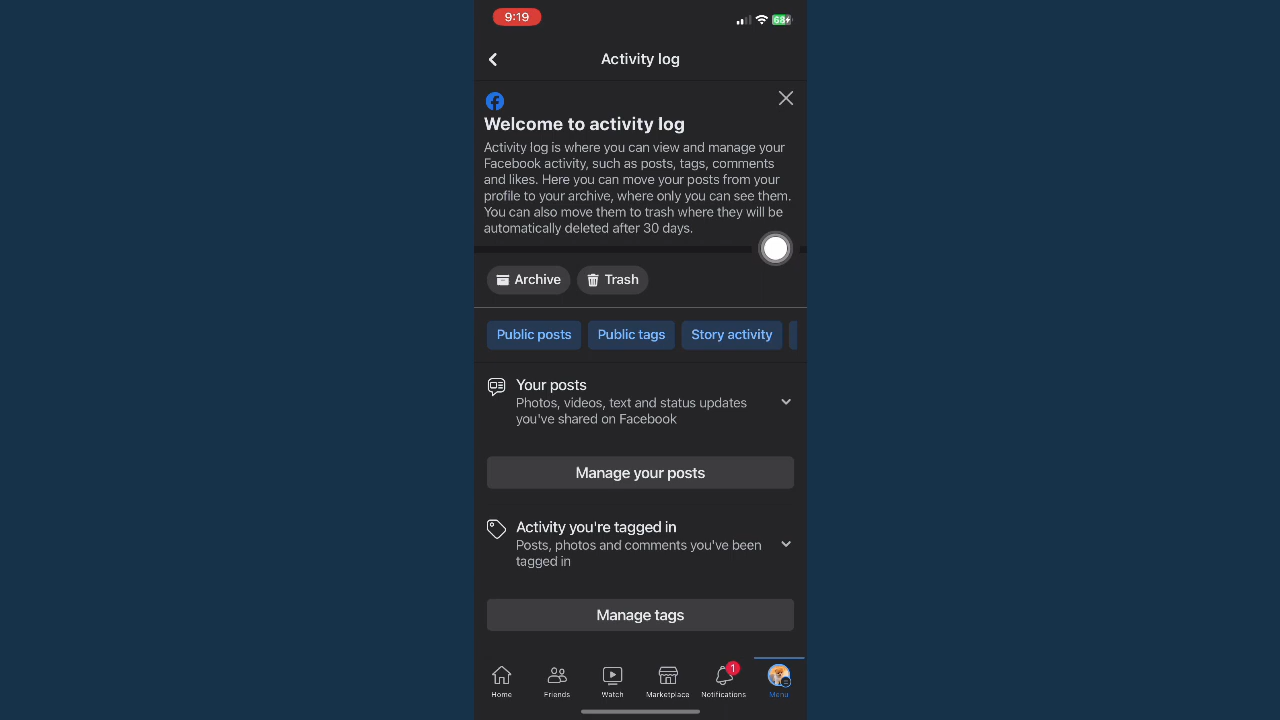 9:19
68
Activity log
Welcome to activity log
Activity log is where you can view and manage your
Facebook activity, such as posts, tags, comments
and likes. Here you can move your posts from your
profile to your archive, where only you can see them.
You can also move them to trash where they will be
automatically deleted after 30 days.
Archive Trash
Public posts Public tags Story activity
Your posts
Photos, videos, text and status updates
you've shared on Facebook
Manage your posts
Activity you're tagged in
Posts, photos and comments you've been
tagged in
Manage tags
1
Home Friends Watch Marketplace Notifications Menu